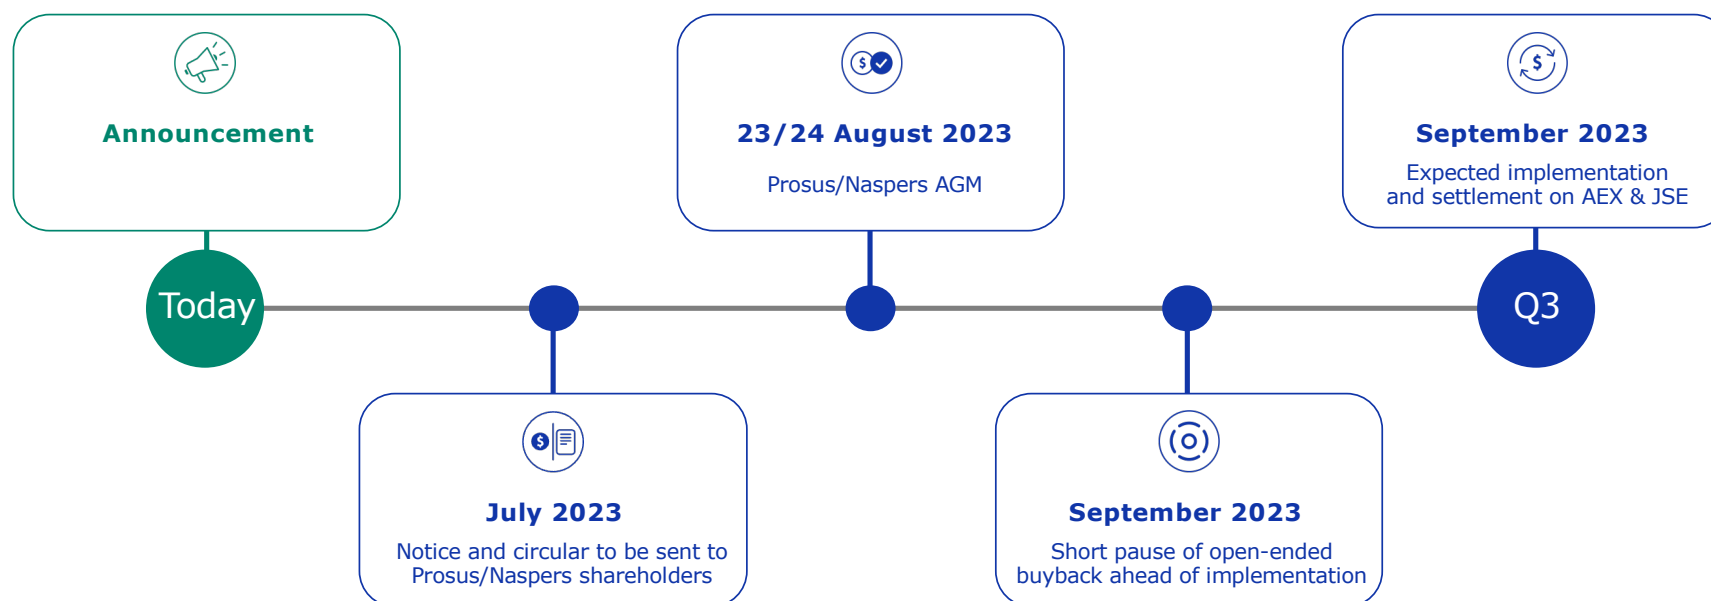 Announcement
Today
July 2023
Notice and circular to be sent to
Prosus/Naspers shareholders
$
23/24 August 2023
Prosus/Naspers AGM
$
September 2023
Short pause of open-ended
buyback ahead of implementation
$
September 2023
Expected implementation
and settlement on AEX & JSE
Q3